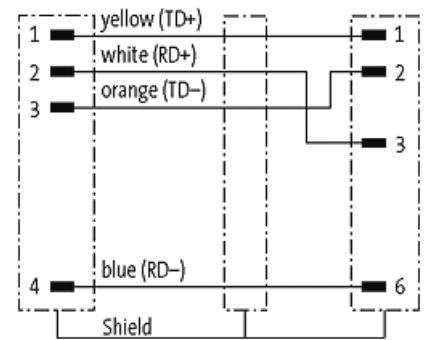 yellow (TD+)
1 1
white (RD+)
2 2
orange (TD–)
3
3
blue (RD–)
4 6
Shield